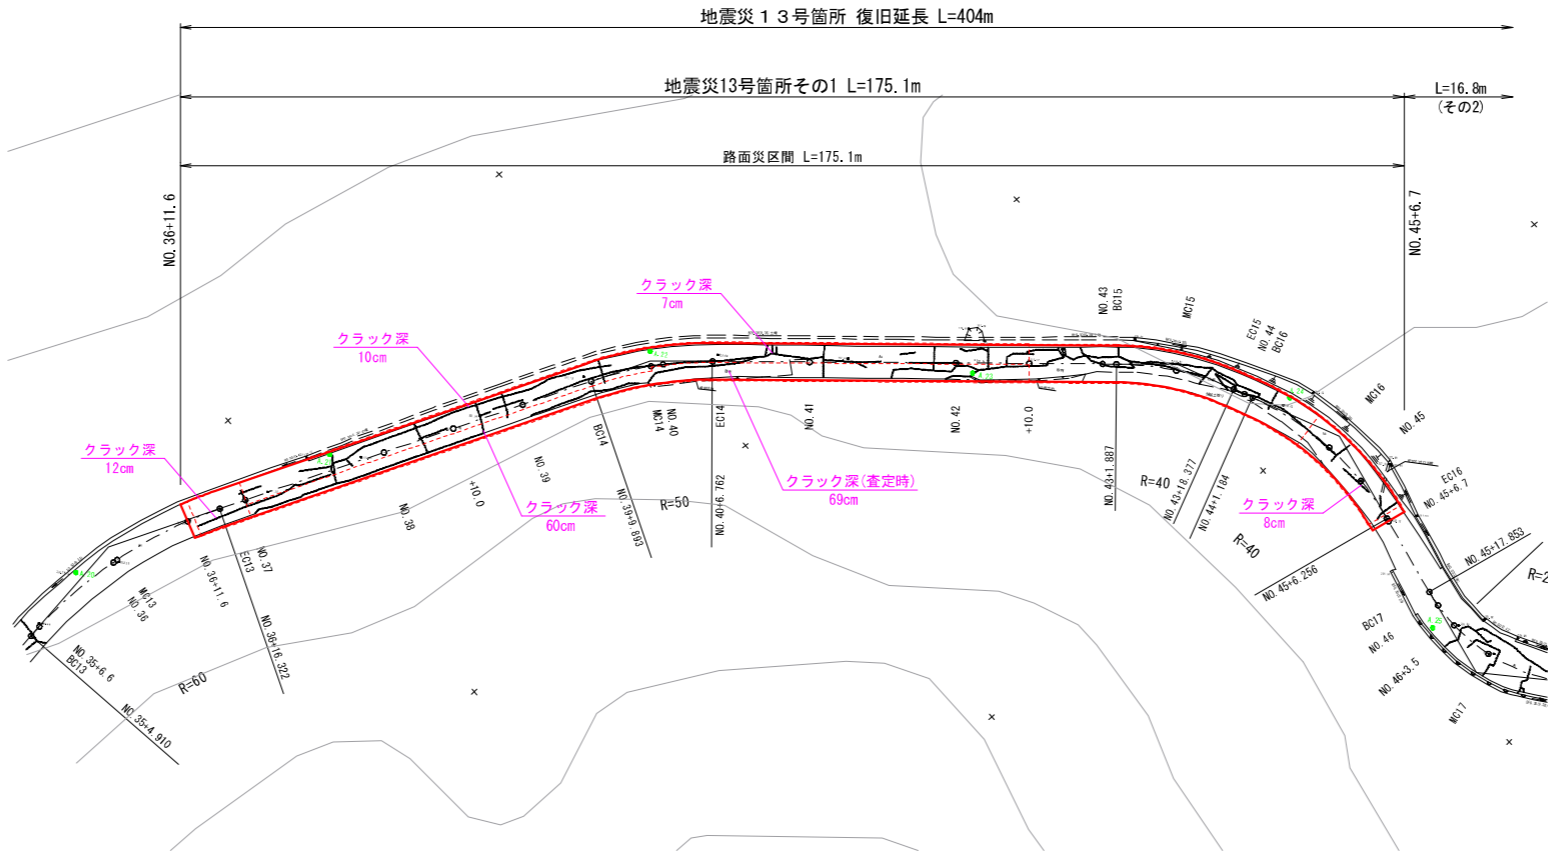 地震災１３号箇所 復旧延長 L=404m
地震災13号箇所その1 L=175.1m
L=16.8m
(その2)
路面災区間 L=175.1m
NO.36+11.6
NO.45+6.7
クラック深
7cm
クラック深
10cm
クラック深
12cm
クラック深
60cm
クラック深(査定時)
69cm
クラック深
8cm
NO.43
BC15
MC15
EC15
NO.44
BC16
MC16
NO.45
EC16
NO.45+6.7
NO.35+6.6
BC13
NO.35+4.910
R=60
MC13
NO.36
NO.36+11.6
EC13
NO.37
NO.36+16.322
NO.38
+10.0
NO.39
BC14
NO.39+9.893
MC14
NO.40
R=50
EC14
NO.40+6.762
NO.41
NO.42
+10.0
NO.43+1.887
R=40
NO.43+18.377
NO.44+1.184
R=40
NO.45+6.256
NO.45+17.853
R=2
BC17
NO.46
NO.46+3.5
MC17